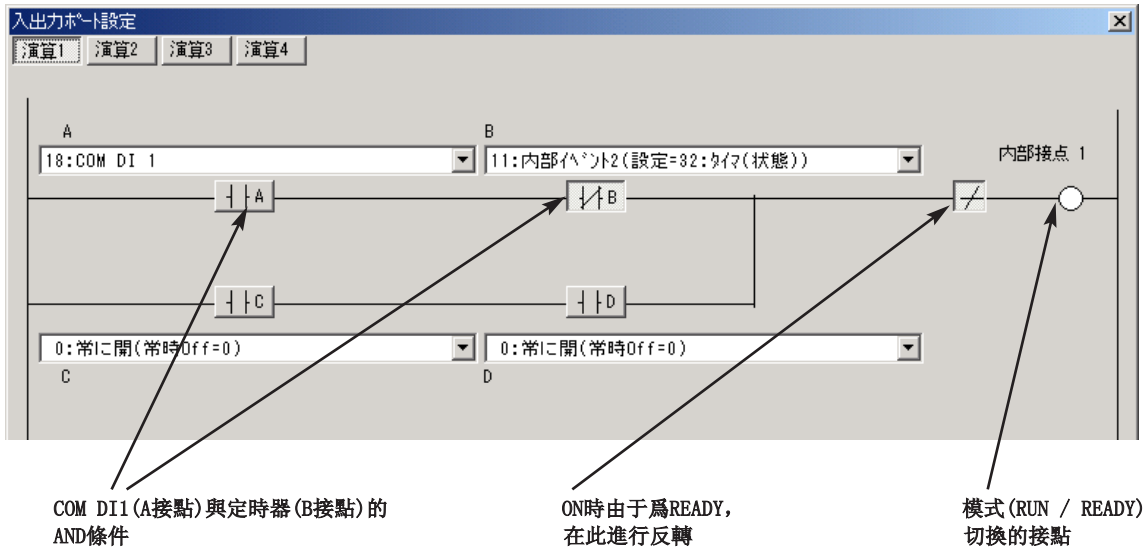 入出力ﾎﾟｰﾄ設定
演算1 演算2 演算3 演算4
A
B
18:COM DI 1
11:内部ｲﾍﾞﾝﾄ2(設定=32:ﾀｲﾏ(状態))
内部接点 1
A
B
C
D
0:常に開(常時Off=0)
0:常に開(常時Off=0)
C
D
COM DI1(A接點)與定時器(B接點)的
AND條件
ON時由于爲READY，
在此進行反轉
模式(RUN / READY)
切換的接點